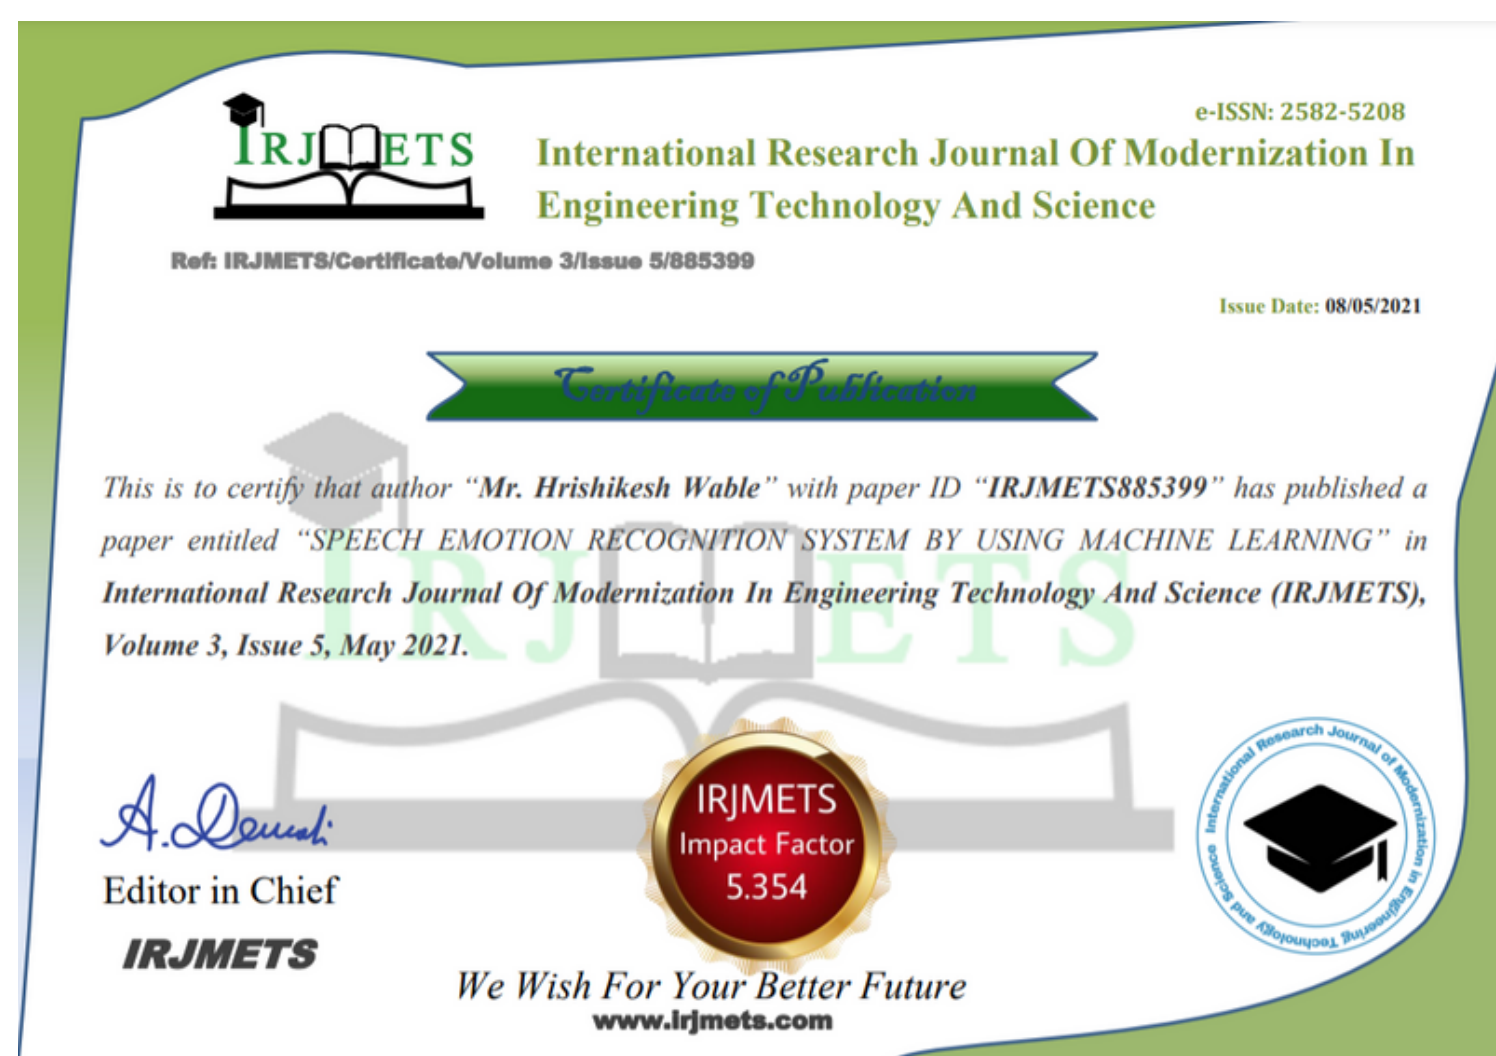 IRJMETS
e-ISSN: 2582-5208
International Research Journal Of Modernization In
Engineering Technology And Science
Ref: IRJMETS/Certificate/Volume 3/Issue 5/885399
Issue Date: 08/05/2021
Certificate of Publication
This is to certify that author “Mr. Hrishikesh Wable” with paper ID “IRJMETS885399” has published a
paper entitled “SPEECH EMOTION RECOGNITION SYSTEM BY USING MACHINE LEARNING” in
International Research Journal Of Modernization In Engineering Technology And Science (IRJMETS),
Volume 3, Issue 5, May 2021.
IRJMETS
IRJMETS
Impact Factor
5.354
International Research Journal of Modernization in Engineering Technology and Science
Editor in Chief
IRJMETS
We Wish For Your Better Future
www.irjmets.com